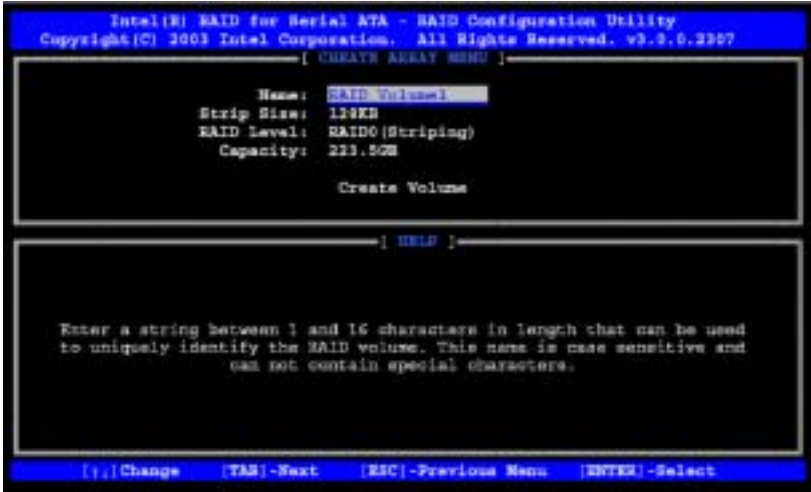 Intel(R) RAID for Serial ATA - RAID Configuration Utility
Copyright(C) 2003 Intel Corporation. All Rights Reserved. v3.0.0.2307
[ CREATE ARRAY MENU ]
Name: RAID Volume1
Strip Size: 128KB
RAID Level: RAID0(Striping)
Capacity: 223.5GB
Create Volume
[ HELP ]
Enter a string between 1 and 16 characters in length that can be used
to uniquely identify the RAID volume. This name is case sensitive and
can not contain special characters.
[↑↓]Change [TAB]-Next [ESC]-Previous Menu [ENTER]-Select